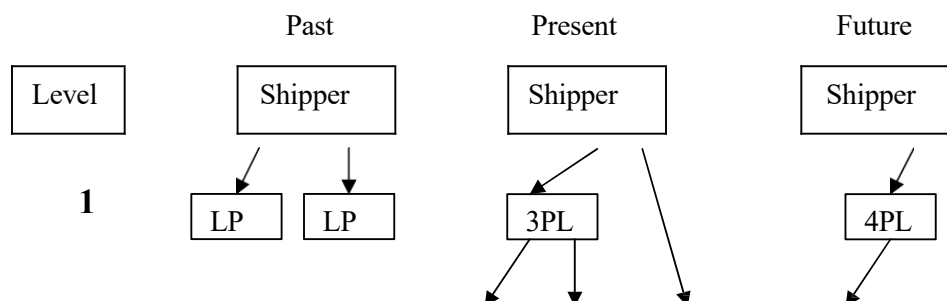 Past Present Future
Level Shipper Shipper Shipper
1 LP LP 3PL 4PL